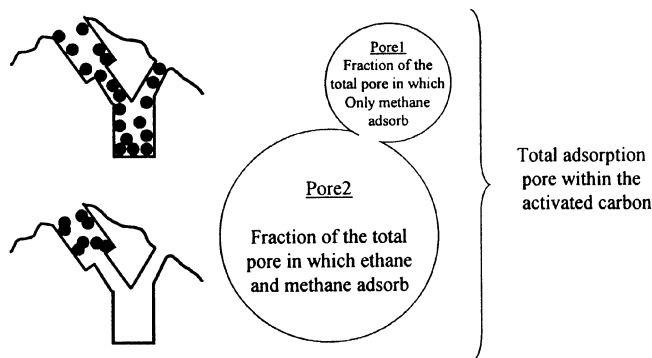 Pore1
Fraction of the
total pore in which
Only methane
adsorb
Pore2
Fraction of the total
pore in which ethane
and methane adsorb
Total adsorption
pore within the
activated carbon